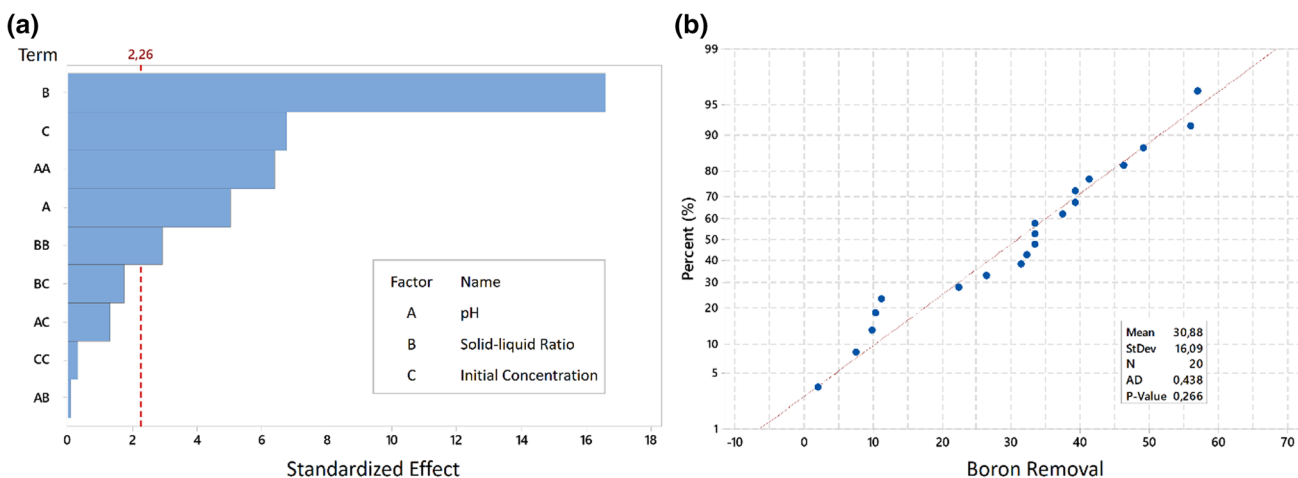 (a)
Term
2,26
B
C
AA
A
BB
BC
AC
CC
AB
Factor Name
A pH
B Solid-liquid Ratio
C Initial Concentration
0 2 4 6 8 10 12 14 16 18
Standardized Effect
(b)
99
95
90
80
70
60
50
40
30
20
10
5
1
Percent (%)
Mean 30,88
StDev 16,09
N 20
AD 0,438
P-Value 0,266
-10 0 10 20 30 40 50 60 70
Boron Removal